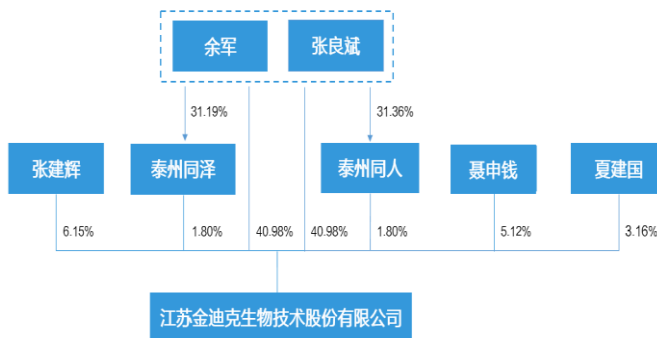 余军
张良斌
31.19%
31.36%
张建辉
泰州同泽
泰州同人
聂申钱
夏建国
6.15%
1.80%
40.98%
40.98%
1.80%
5.12%
3.16%
江苏金迪克生物技术股份有限公司